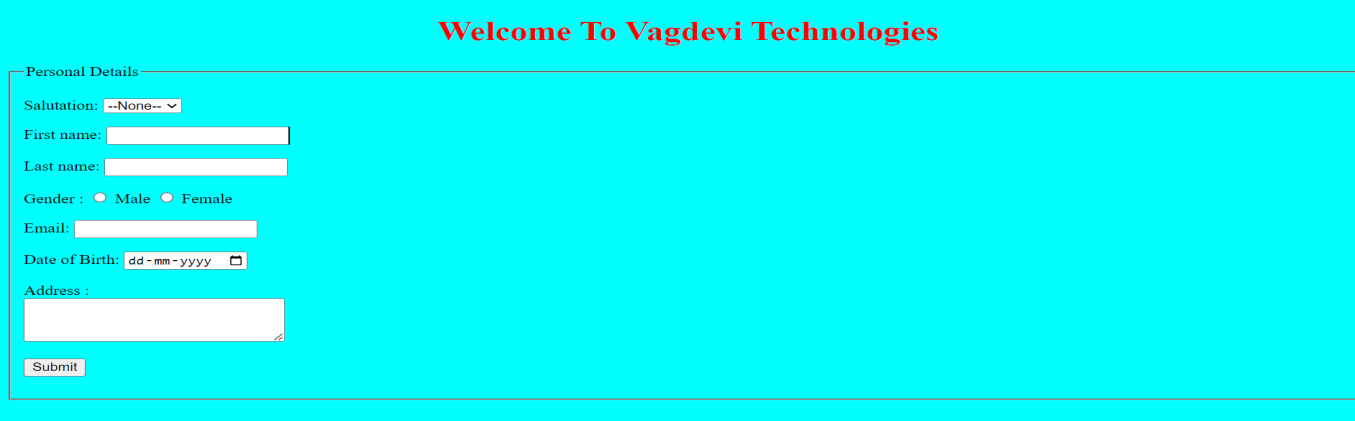 Welcome To Vagdevi Technologies
Personal Details
Salutation: --None--
First name:
Last name:
Gender : Male Female
Email:
Date of Birth: dd-mm-yyyy
Address :
Submit